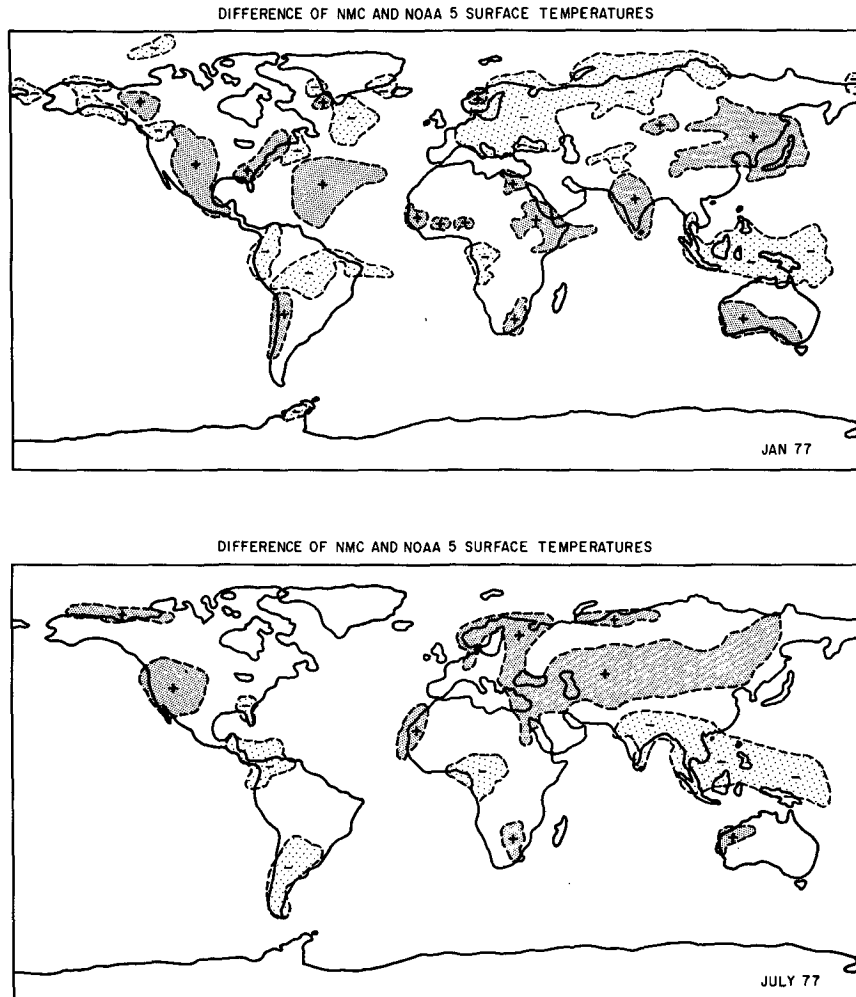 DIFFERENCE OF NMC AND NOAA 5 SURFACE TEMPERATURES
JAN 77
DIFFERENCE OF NMC AND NOAA 5 SURFACE TEMPERATURES
JULY 77